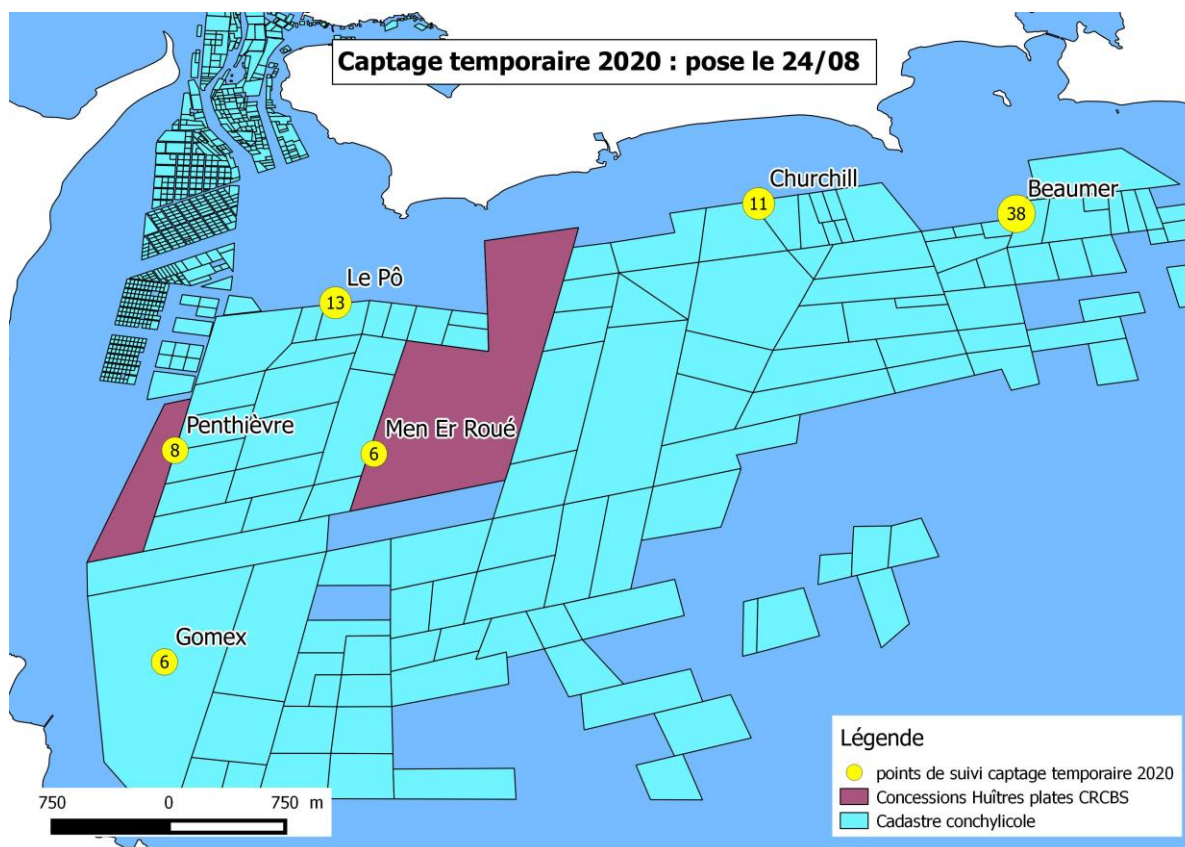 Captage temporaire 2020 : pose le 24/08
Churchill
11
Beaumer
38
Le Pô
13
Penthièvre
8
Men Er Roué
6
Gomex
6
Légende
points de suivi captage temporaire 2020
Concessions Huîtres plates CRCBS
Cadastre conchylicole
750 0 750 m